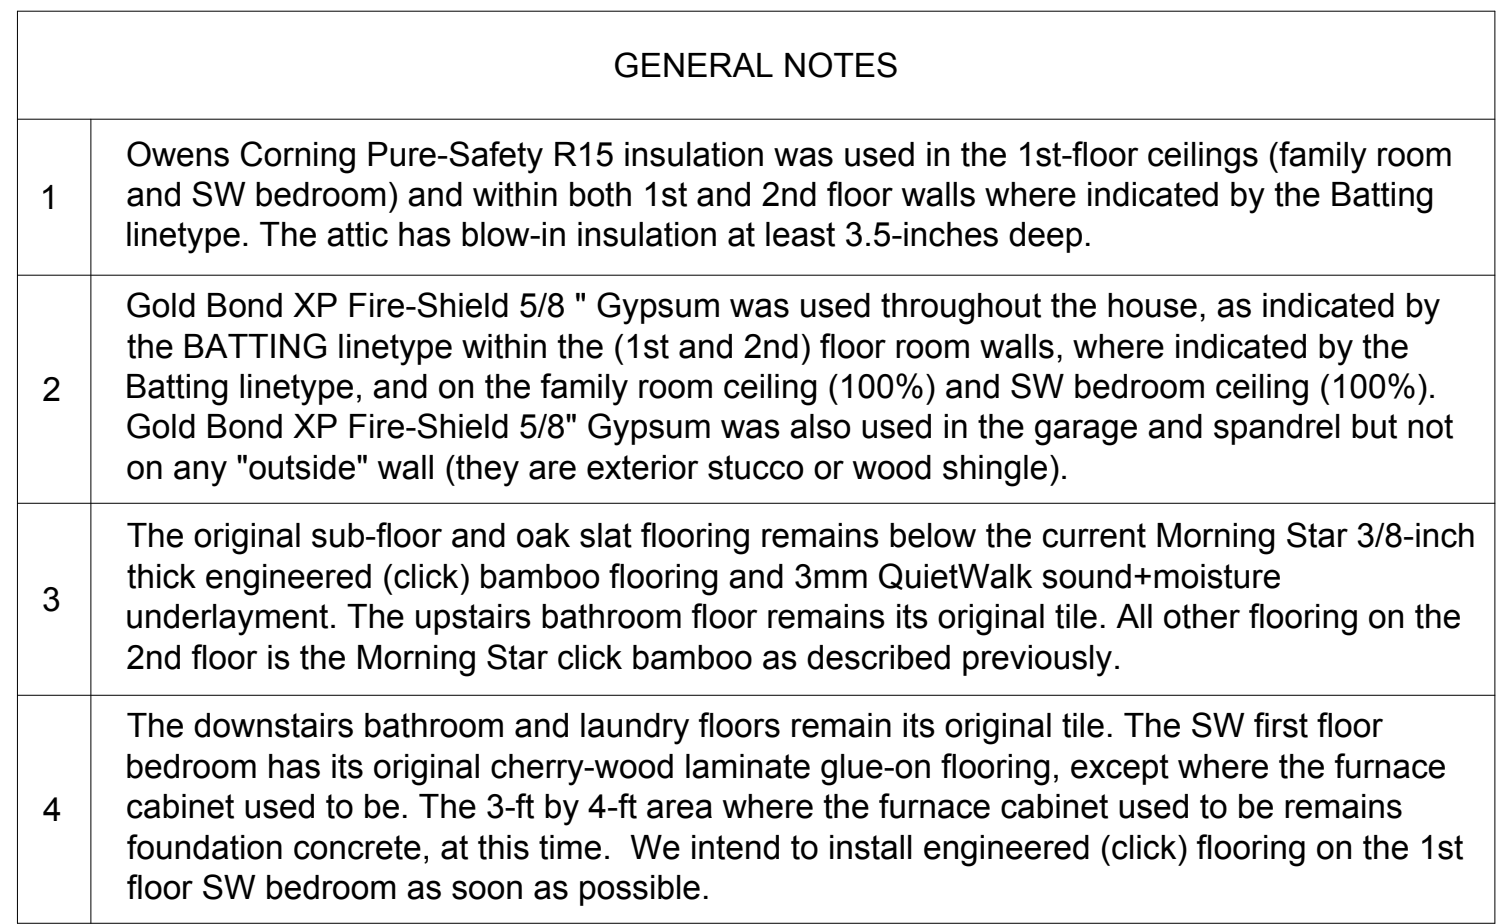 GENERAL NOTES
1
Owens Corning Pure-Safety R15 insulation was used in the 1st-floor ceilings (family room
and SW bedroom) and within both 1st and 2nd floor walls where indicated by the Batting
linetype. The attic has blow-in insulation at least 3.5-inches deep.
2
Gold Bond XP Fire-Shield 5/8 " Gypsum was used throughout the house, as indicated by
the BATTING linetype within the (1st and 2nd) floor room walls, where indicated by the
Batting linetype, and on the family room ceiling (100%) and SW bedroom ceiling (100%).
Gold Bond XP Fire-Shield 5/8" Gypsum was also used in the garage and spandrel but not
on any "outside" wall (they are exterior stucco or wood shingle).
3
The original sub-floor and oak slat flooring remains below the current Morning Star 3/8-inch
thick engineered (click) bamboo flooring and 3mm QuietWalk sound+moisture
underlayment. The upstairs bathroom floor remains its original tile. All other flooring on the
2nd floor is the Morning Star click bamboo as described previously.
4
The downstairs bathroom and laundry floors remain its original tile. The SW first floor
bedroom has its original cherry-wood laminate glue-on flooring, except where the furnace
cabinet used to be. The 3-ft by 4-ft area where the furnace cabinet used to be remains
foundation concrete, at this time.  We intend to install engineered (click) flooring on the 1st
floor SW bedroom as soon as possible.